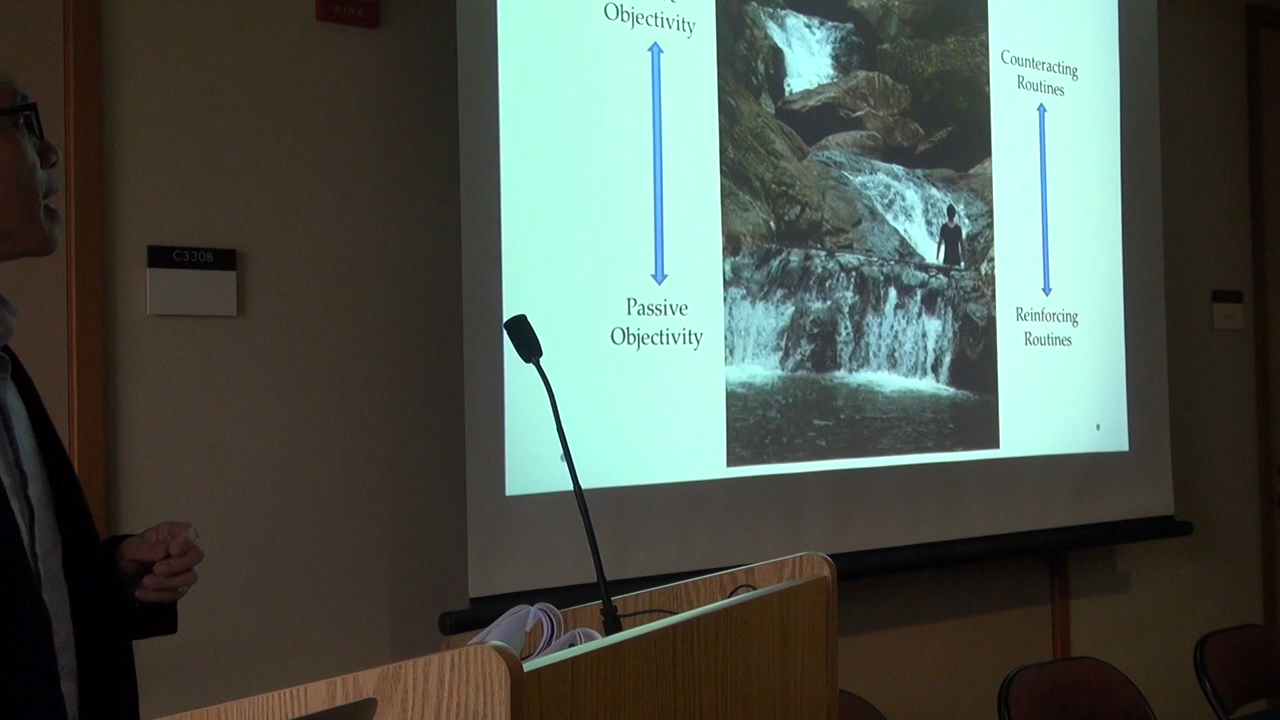 FIRE
C3308
Objectivity
Passive
Objectivity
Counteracting
Routines
Reinforcing
Routines